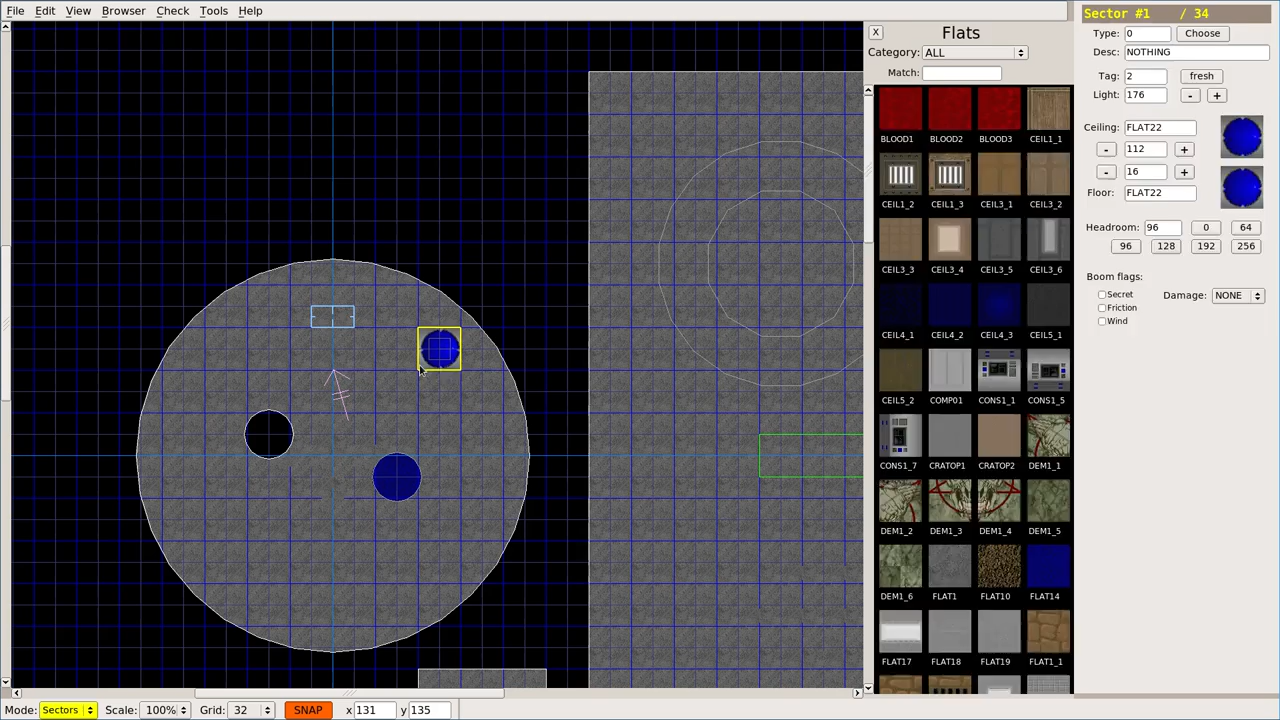 File Edit View Browser Check Tools Help
X Flats
Category: ALL
Match:
BLOOD1 BLOOD2 BLOOD3 CEIL1_1
CEIL1_2 CEIL1_3 CEIL3_1 CEIL3_2
CEIL3_3 CEIL3_4 CEIL3_5 CEIL3_6
CEIL4_1 CEIL4_2 CEIL4_3 CEIL5_1
CEIL5_2 COMP01 CONS1_1 CONS1_5
CONS1_7 CRATOP1 CRATOP2 DEM1_1
DEM1_2 DEM1_3 DEM1_4 DEM1_5
DEM1_6 FLAT1 FLAT10 FLAT14
FLAT17 FLAT18 FLAT19 FLAT1_1
Sector #1 / 34
Type: 0 Choose
Desc: NOTHING
Tag: 2 fresh
Light: 176 - +
Ceiling: FLAT22
- 112 +
- 16 +
Floor: FLAT22
Headroom: 96 0 64
96 128 192 256
Boom flags:
Secret Damage: NONE
Friction
Wind
Mode: Sectors Scale: 100% Grid: 32 SNAP x 131 y 135